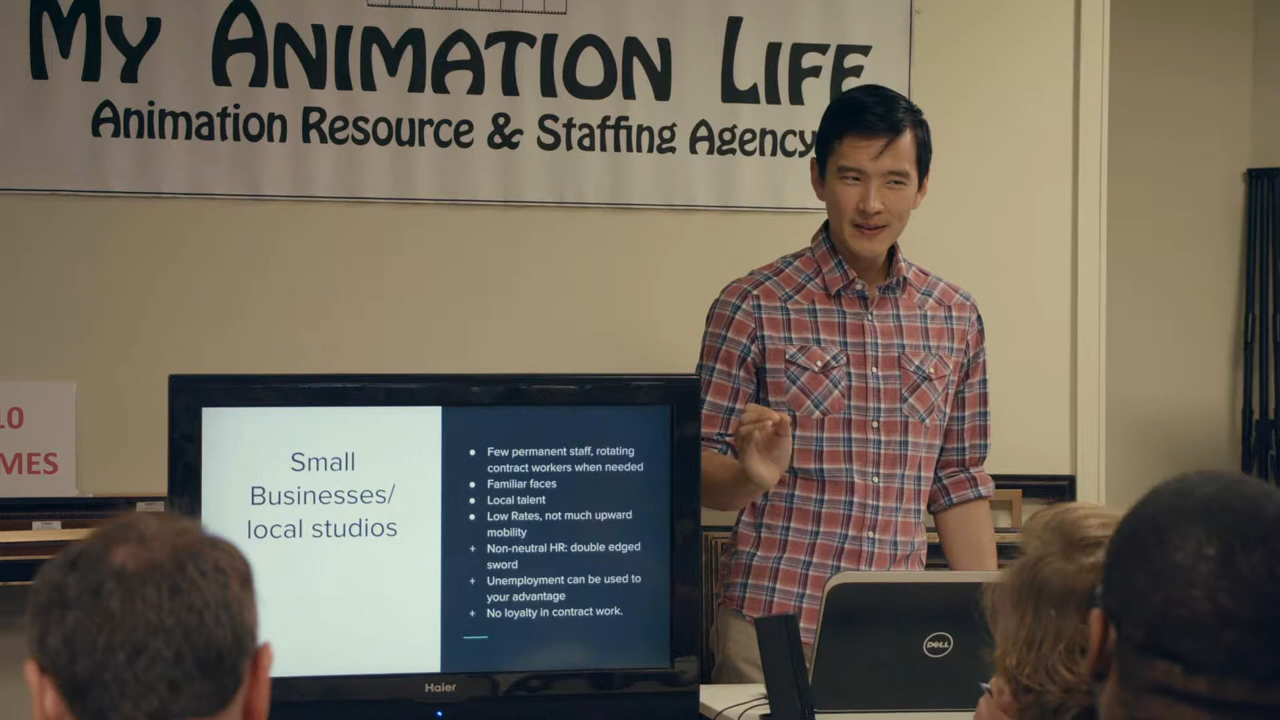 My Animation Life
Animation Resource & Staffing Agency
10
MES
Small
Businesses/
local studios
● Few permanent staff, rotating
contract workers when needed
● Familiar faces
● Local talent
● Low Rates, not much upward
mobility
+ Non-neutral HR: double edged
sword
+ Unemployment can be used to
your advantage
+ No loyalty in contract work.
Haier
DELL